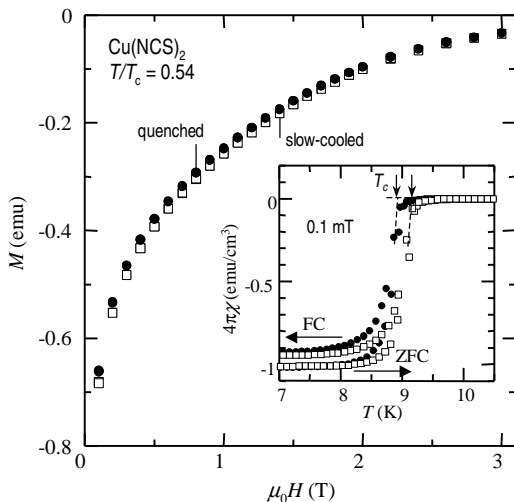 Cu(NCS)2
T/Tc = 0.54
quenched
slow-cooled
M (emu)
0
-0.2
-0.4
-0.6
-0.8
0
1
2
3
μ0H (T)
Tc
0.1 mT
4πχ (emu/cm³)
0
-0.5
-1
FC
ZFC
7
8
9
10
T (K)